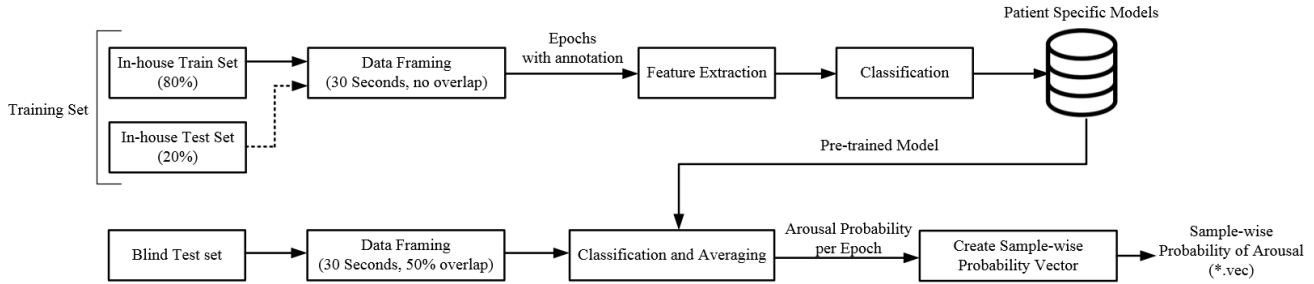 Patient Specific Models
Training Set
In-house Train Set
(80%)
Data Framing
(30 Seconds, no overlap)
Epochs
with annotation
Feature Extraction
Classification
In-house Test Set
(20%)
Pre-trained Model
Blind Test set
Data Framing
(30 Seconds, 50% overlap)
Classification and Averaging
Arousal Probability
per Epoch
Create Sample-wise
Probability Vector
Sample-wise
Probability of Arousal
(*.vec)